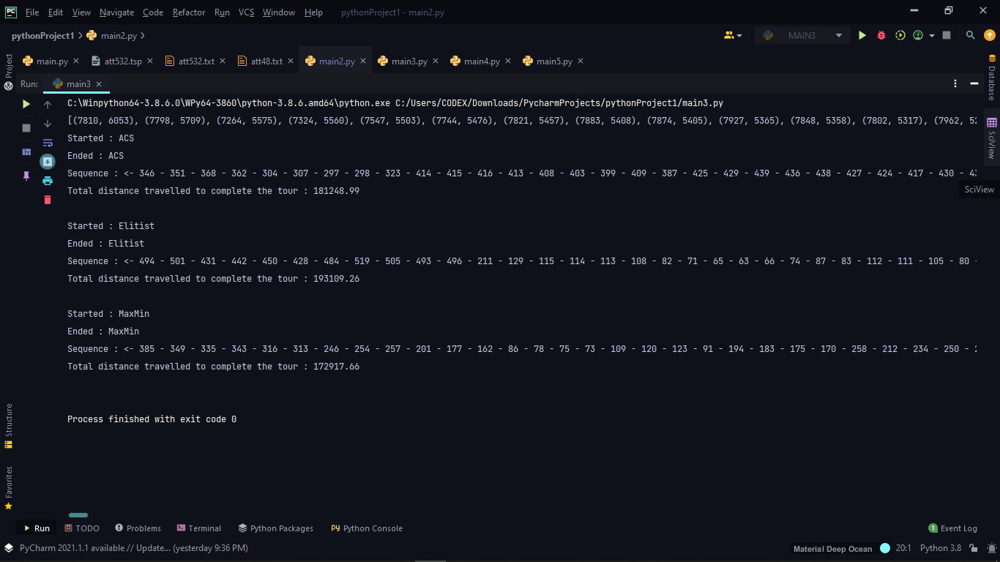 PC File Edit View Navigate Code Refactor Run VCS Window Help pythonProject1 - main2.py
pythonProject1 main2.py MAIN3
main.py att532.tsp att532.txt att48.txt main2.py main3.py main4.py main5.py
Project
Database
SciView
Run: main3
C:\Winpython64-3.8.6.0\WPy64-3860\python-3.8.6.amd64\python.exe C:/Users/CODEX/Downloads/PycharmProjects/pythonProject1/main3.py
[(7810, 6053), (7798, 5709), (7264, 5575), (7324, 5560), (7547, 5503), (7744, 5476), (7821, 5457), (7883, 5408), (7874, 5405), (7927, 5365), (7848, 5358), (7802, 5317), (7962, 52
Started : ACS
Ended : ACS
Sequence : <- 346 - 351 - 368 - 362 - 304 - 307 - 297 - 298 - 323 - 414 - 415 - 416 - 413 - 408 - 403 - 399 - 409 - 387 - 425 - 429 - 439 - 436 - 438 - 427 - 424 - 417 - 430 - 43
Total distance travelled to complete the tour : 181248.99
SciView
Started : Elitist
Ended : Elitist
Sequence : <- 494 - 501 - 431 - 442 - 450 - 428 - 484 - 519 - 505 - 493 - 496 - 211 - 129 - 115 - 114 - 113 - 108 - 82 - 71 - 65 - 63 - 66 - 74 - 87 - 83 - 112 - 111 - 105 - 80 -
Total distance travelled to complete the tour : 193109.26
Started : MaxMin
Ended : MaxMin
Sequence : <- 385 - 349 - 335 - 343 - 316 - 313 - 246 - 254 - 257 - 201 - 177 - 162 - 86 - 78 - 75 - 73 - 109 - 120 - 123 - 91 - 194 - 183 - 175 - 170 - 258 - 212 - 234 - 250 - 2
Total distance travelled to complete the tour : 172917.66
Process finished with exit code 0
Structure
Favorites
Run TODO Problems Terminal Python Packages Python Console 1 Event Log
PyCharm 2021.1.1 available // Update... (yesterday 9:36 PM) Material Deep Ocean 20:1 Python 3.8